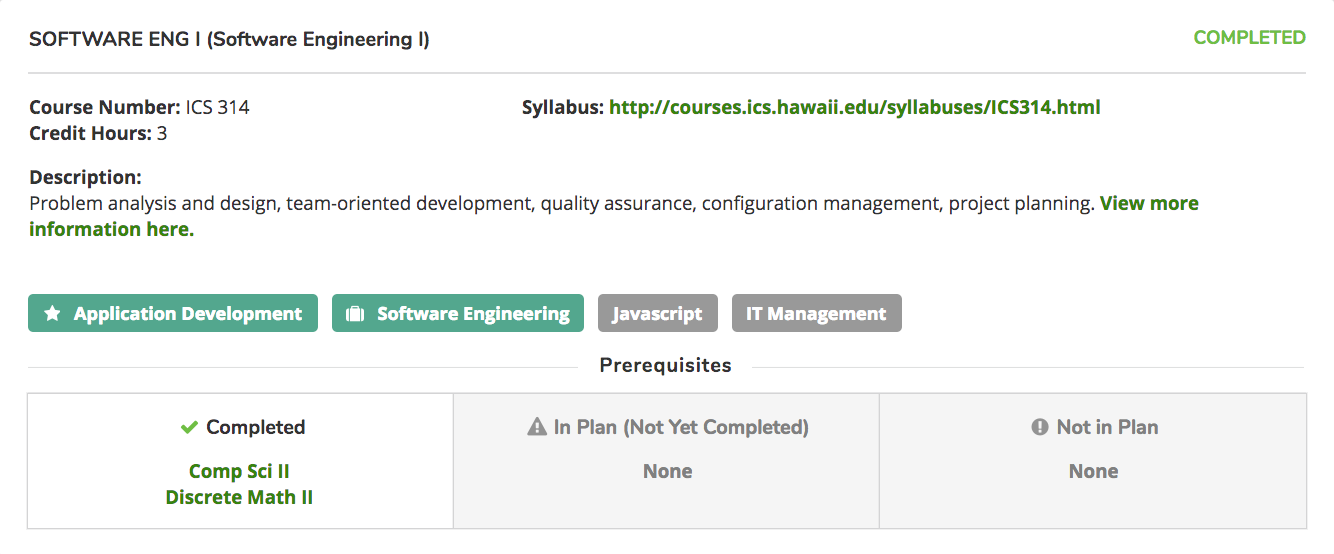 SOFTWARE ENG I (Software Engineering I)
COMPLETED
Course Number: ICS 314
Syllabus: http://courses.ics.hawaii.edu/syllabuses/ICS314.html
Credit Hours: 3
Description:
Problem analysis and design, team-oriented development, quality assurance, configuration management, project planning. View more
information here.
Application Development
Software Engineering
Javascript
IT Management
Prerequisites
Completed
Comp Sci II
Discrete Math II
In Plan (Not Yet Completed)
None
Not in Plan
None